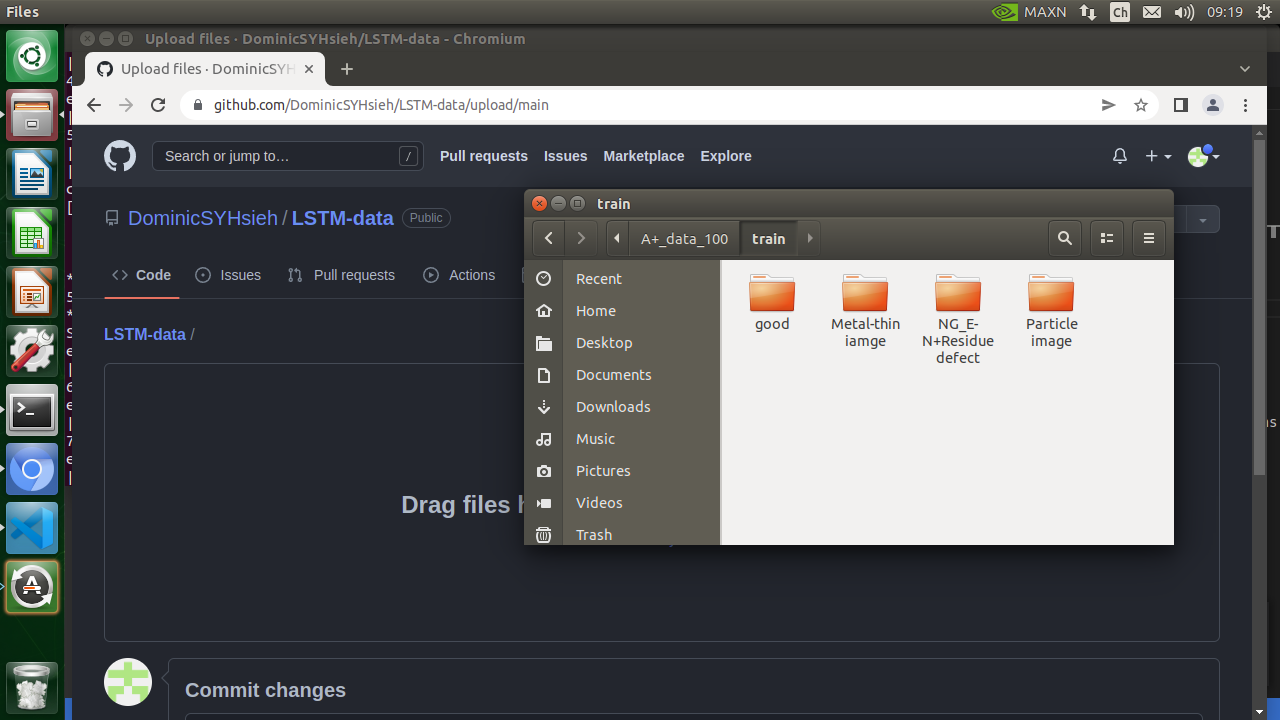 Files
MAXN
Ch
09:19
Upload files · DominicSYHsieh/LSTM-data - Chromium
Upload files · DominicSYH
github.com/DominicSYHsieh/LSTM-data/upload/main
Search or jump to… /
Pull requests Issues Marketplace Explore
DominicSYHsieh / LSTM-data Public
Code Issues Pull requests Actions
LSTM-data /
Drag files h
Commit changes
train
A+_data_100 train
Recent
Home
Desktop
Documents
Downloads
Music
Pictures
Videos
Trash
good
Metal-thin
iamge
NG_E-
N+Residue
defect
Particle
image